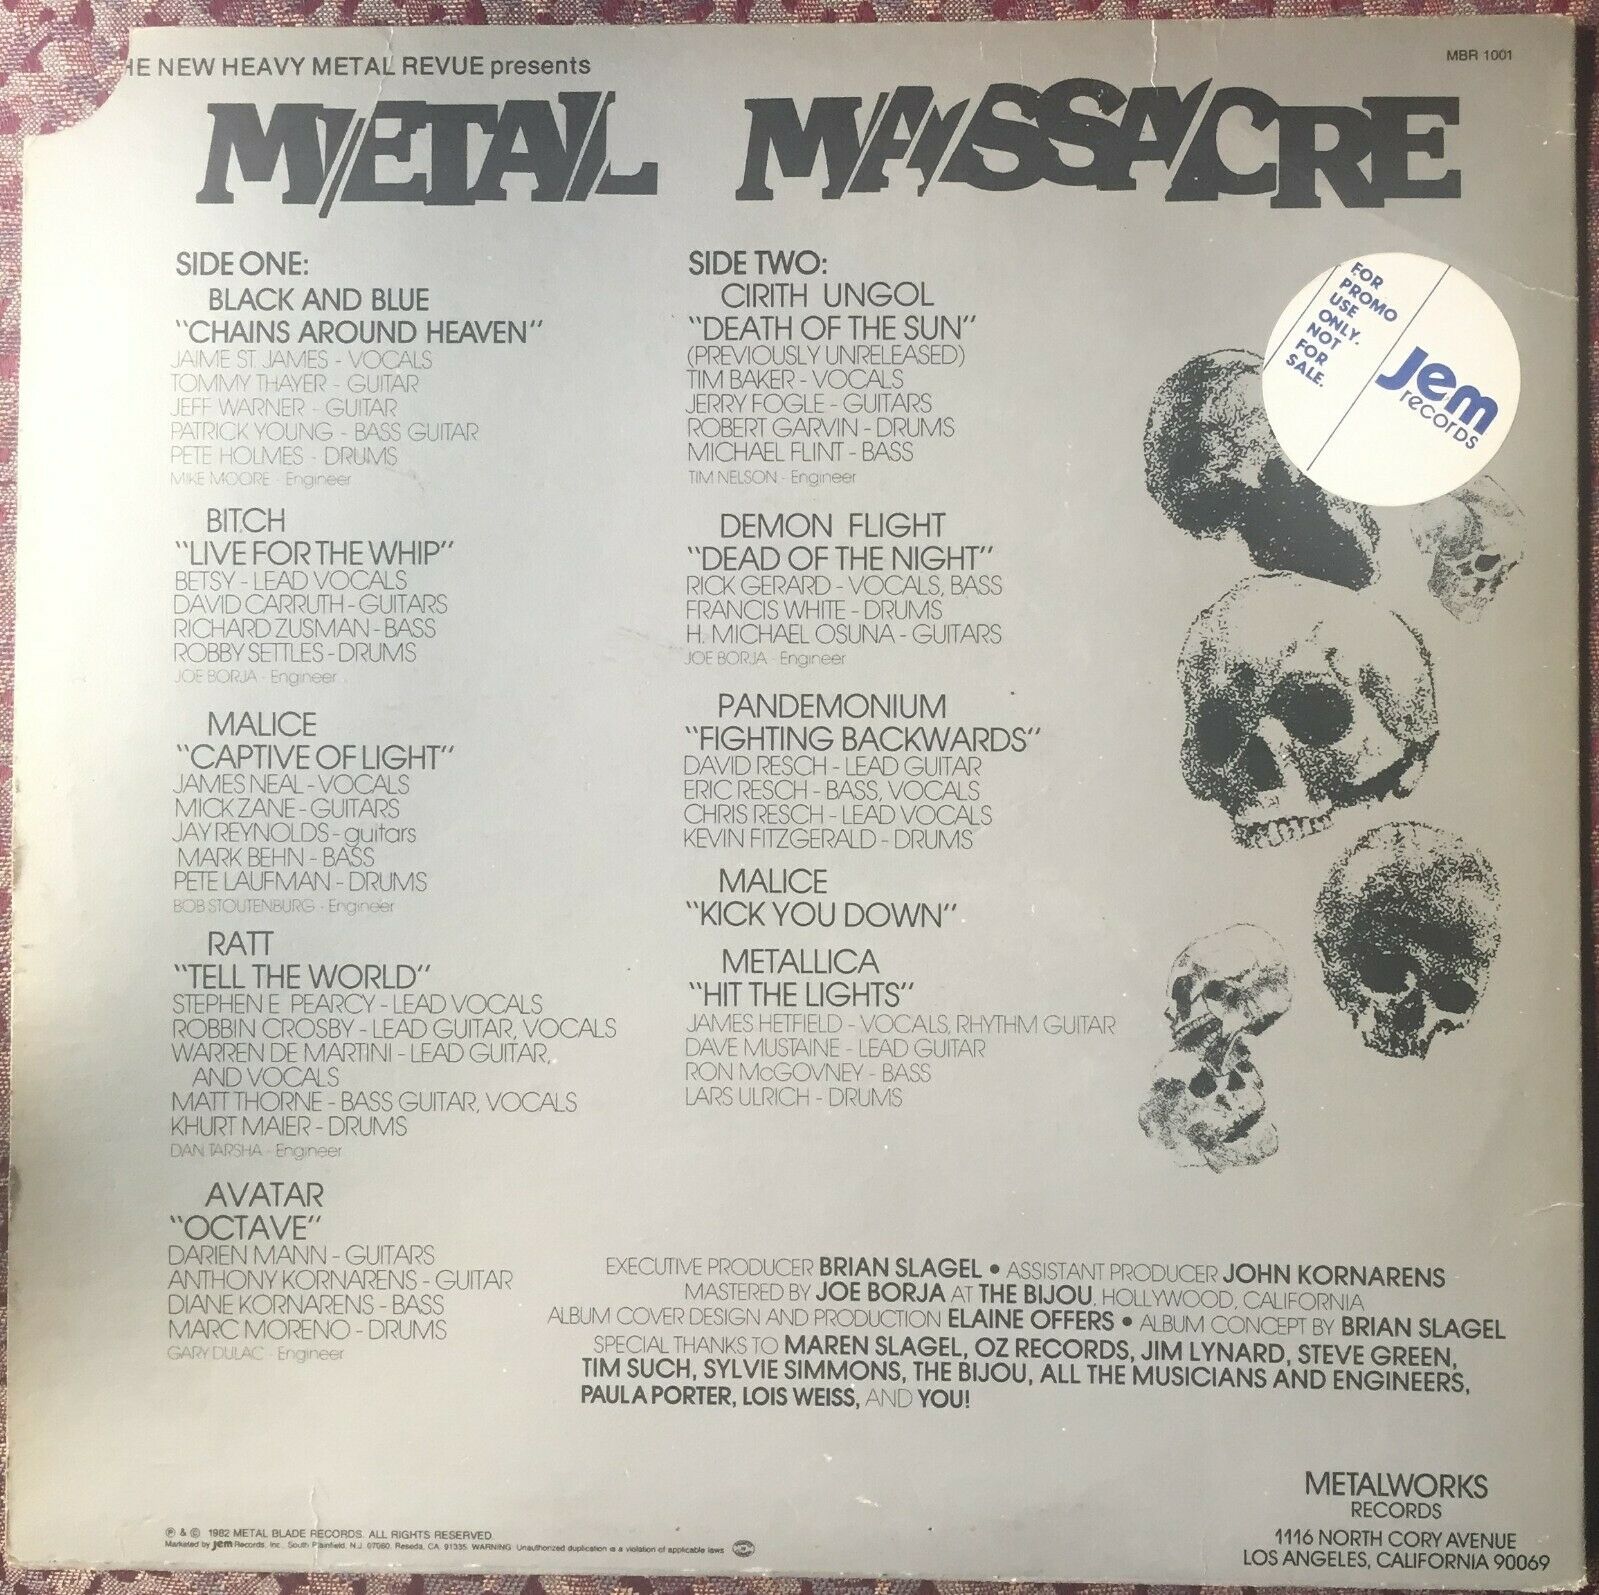 HE NEW HEAVY METAL REVUE presents
MBR 1001
METAL MASSACRE
SIDE ONE:
BLACK AND BLUE
"CHAINS AROUND HEAVEN"
JAIME ST. JAMES - VOCALS
TOMMY THAYER - GUITAR
JEFF WARNER - GUITAR
PATRICK YOUNG - BASS GUITAR
PETE HOLMES - DRUMS
MIKE MOORE - Engineer
BITCH
"LIVE FOR THE WHIP"
BETSY - LEAD VOCALS
DAVID CARRUTH - GUITARS
RICHARD ZUSMAN - BASS
ROBBY SETTLES - DRUMS
JOE BORJA - Engineer
MALICE
"CAPTIVE OF LIGHT"
JAMES NEAL - VOCALS
MICK ZANE - GUITARS
JAY REYNOLDS - guitars
MARK BEHN - BASS
PETE LAUFMAN - DRUMS
BOB STOUTENBURG - Engineer
RATT
"TELL THE WORLD"
STEPHEN E PEARCY - LEAD VOCALS
ROBBIN CROSBY - LEAD GUITAR, VOCALS
WARREN DE MARTINI - LEAD GUITAR,
AND VOCALS
MATT THORNE - BASS GUITAR, VOCALS
KHURT MAIER - DRUMS
DAN TARSHA - Engineer
AVATAR
"OCTAVE"
DARIEN MANN - GUITARS
ANTHONY KORNARENS - GUITAR
DIANE KORNARENS - BASS
MARC MORENO - DRUMS
GARY DULAC - Engineer
SIDE TWO:
CIRITH UNGOL
"DEATH OF THE SUN"
(PREVIOUSLY UNRELEASED)
TIM BAKER - VOCALS
JERRY FOGLE - GUITARS
ROBERT GARVIN - DRUMS
MICHAEL FLINT - BASS
TIM NELSON - Engineer
DEMON FLIGHT
"DEAD OF THE NIGHT"
RICK GERARD - VOCALS, BASS
FRANCIS WHITE - DRUMS
H. MICHAEL OSUNA - GUITARS
JOE BORJA - Engineer
PANDEMONIUM
"FIGHTING BACKWARDS"
DAVID RESCH - LEAD GUITAR
ERIC RESCH - BASS, VOCALS
CHRIS RESCH - LEAD VOCALS
KEVIN FITZGERALD - DRUMS
MALICE
"KICK YOU DOWN"
METALLICA
"HIT THE LIGHTS"
JAMES HETFIELD - VOCALS, RHYTHM GUITAR
DAVE MUSTAINE - LEAD GUITAR
RON McGOVNEY - BASS
LARS ULRICH - DRUMS
FOR
PROMO
USE
ONLY.
NOT
FOR
SALE.
Jem
records
EXECUTIVE PRODUCER BRIAN SLAGEL • ASSISTANT PRODUCER JOHN KORNARENS
MASTERED BY JOE BORJA AT THE BIJOU, HOLLYWOOD, CALIFORNIA
ALBUM COVER DESIGN AND PRODUCTION ELAINE OFFERS • ALBUM CONCEPT BY BRIAN SLAGEL
SPECIAL THANKS TO MAREN SLAGEL, OZ RECORDS, JIM LYNARD, STEVE GREEN,
TIM SUCH, SYLVIE SIMMONS, THE BIJOU, ALL THE MUSICIANS AND ENGINEERS,
PAULA PORTER, LOIS WEISS, AND YOU!
METALWORKS
RECORDS
1116 NORTH CORY AVENUE
LOS ANGELES, CALIFORNIA 90069
℗ & © 1982 METAL BLADE RECORDS. ALL RIGHTS RESERVED.
Marketed by jem Records, Inc., South Plainfield, N.J. 07080, Reseda, CA. 91335. WARNING: Unauthorized duplication is a violation of applicable laws